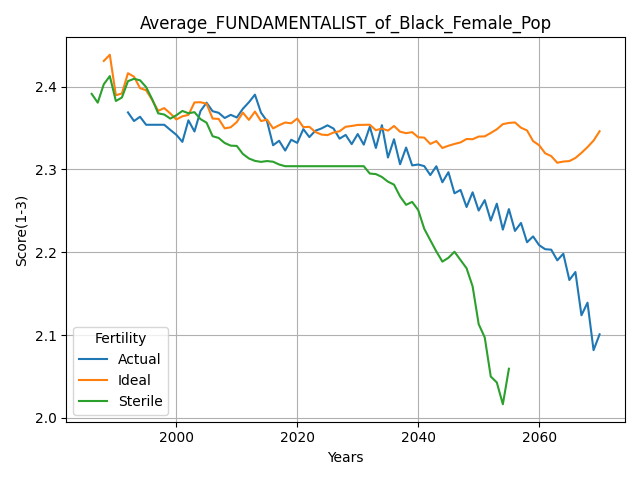 Average_FUNDAMENTALIST_of_Black_Female_Pop
Score(1-3)
2.4
2.3
2.2
2.1
2.0
Fertility
Actual
Ideal
Sterile
2000 2020 2040 2060
Years